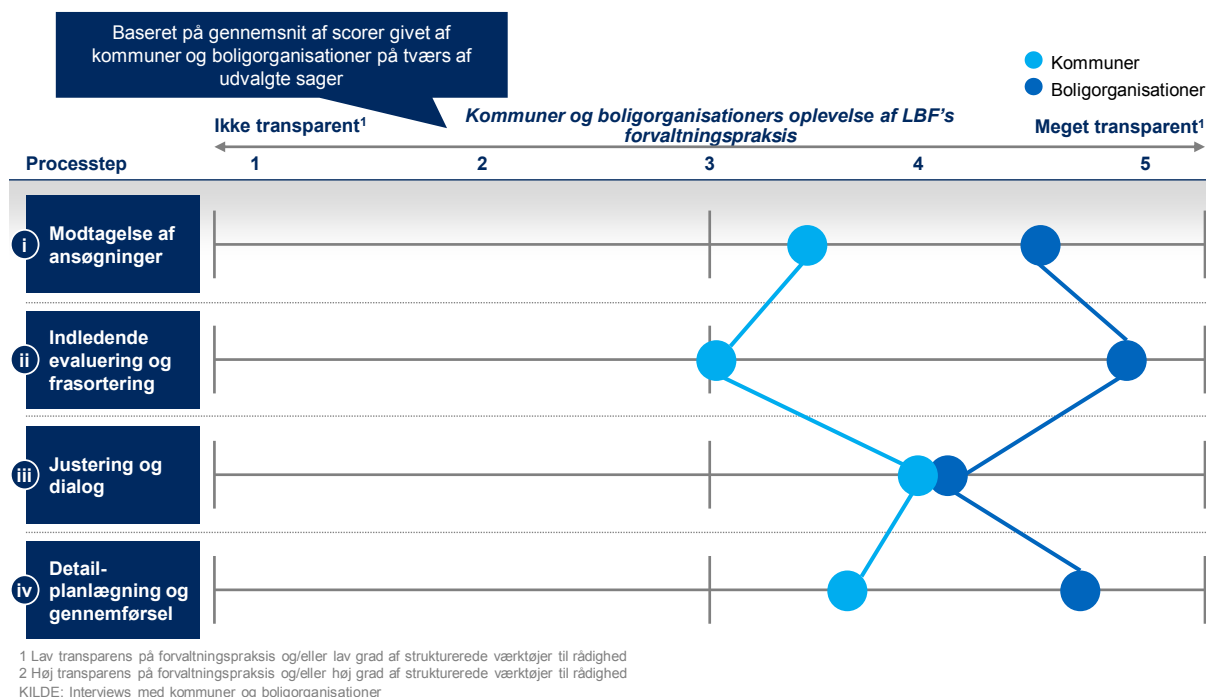 Baseret på gennemsnit af scorer givet af
kommuner og boligorganisationer på tværs af
udvalgte sager
Kommuner
Boligorganisationer
Ikke transparent1
Kommuner og boligorganisationers oplevelse af LBF's
forvaltningspraksis
Meget transparent1
Processtep
1
2
3
4
5
i
Modtagelse af
ansøgninger
ii
Indledende
evaluering og
frasortering
iii
Justering og
dialog
iv
Detail-
planlægning og
gennemførsel
1 Lav transparens på forvaltningspraksis og/eller lav grad af strukturerede værktøjer til rådighed
2 Høj transparens på forvaltningspraksis og/eller høj grad af strukturerede værktøjer til rådighed
KILDE: Interviews med kommuner og boligorganisationer